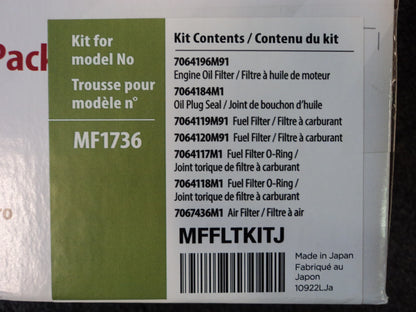 Pack
ro
Kit for
model No
Trousse pour
modèle n°
MF1736
Kit Contents / Contenu du kit
7064196M91
Engine Oil Filter / Filtre à huile de moteur
7064184M1
Oil Plug Seal / Joint de bouchon d'huile
7064119M91 Fuel Filter / Filtre à carburant
7064120M91 Fuel Filter / Filtre à carburant
7064117M1 Fuel Filter O-Ring /
Joint torique de filtre à carburant
7064118M1 Fuel Filter O-Ring /
Joint torique de filtre à carburant
7067436M1 Air Filter / Filtre à air
MFFLTKITJ
Made in Japan
Fabriqué au
Japon
10922LJa